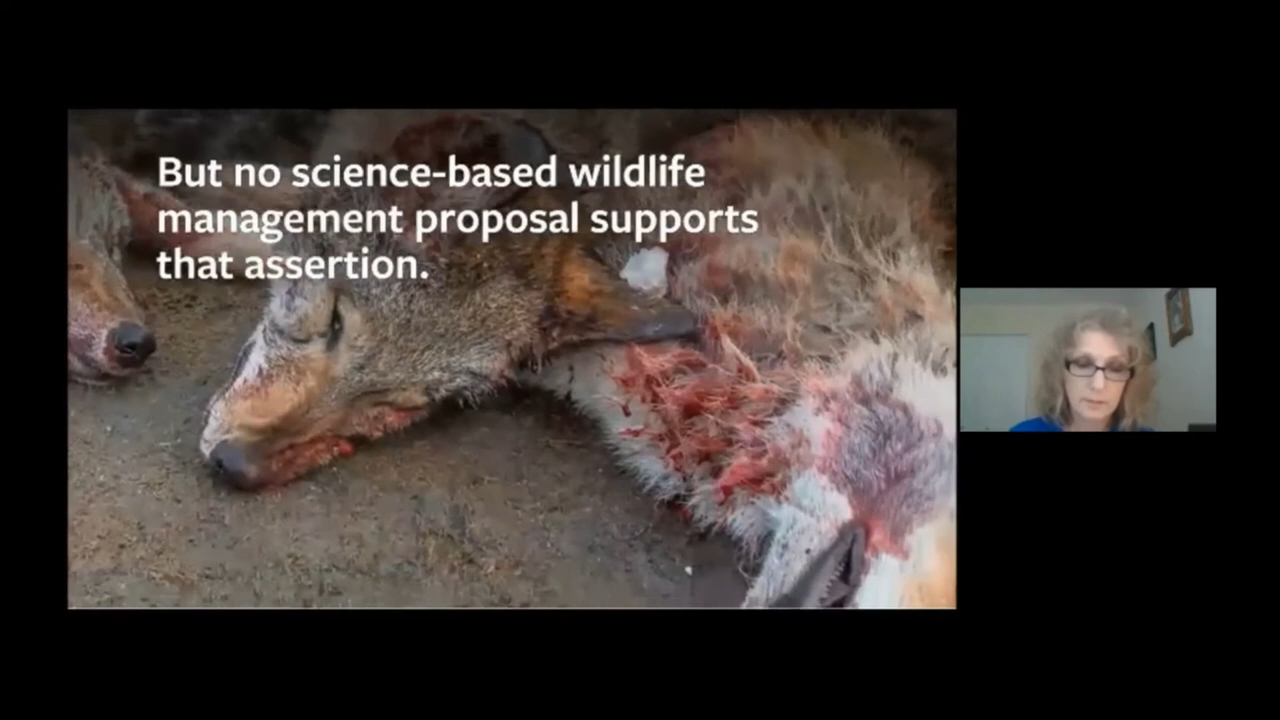 But no science-based wildlife
management proposal supports
that assertion.